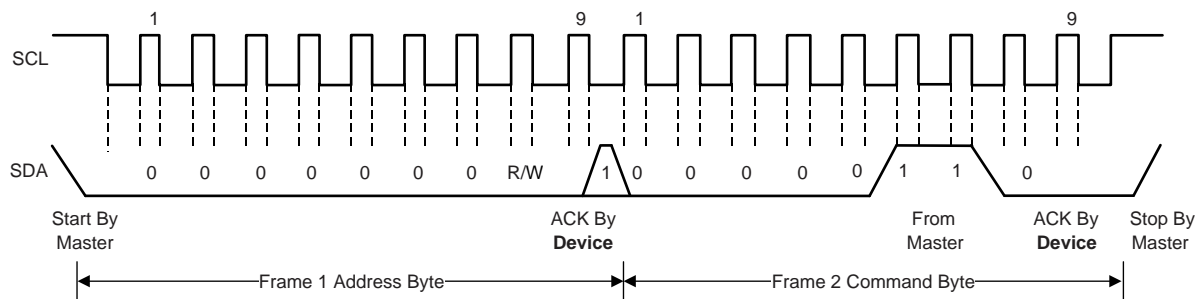 1 9 1 9
SCL
SDA 0 0 0 0 0 0 0 R/W 1 0 0 0 0 0 1 1 0
Start By ACK By From ACK By Stop By
Master Device Master Device Master
Frame 1 Address Byte Frame 2 Command Byte